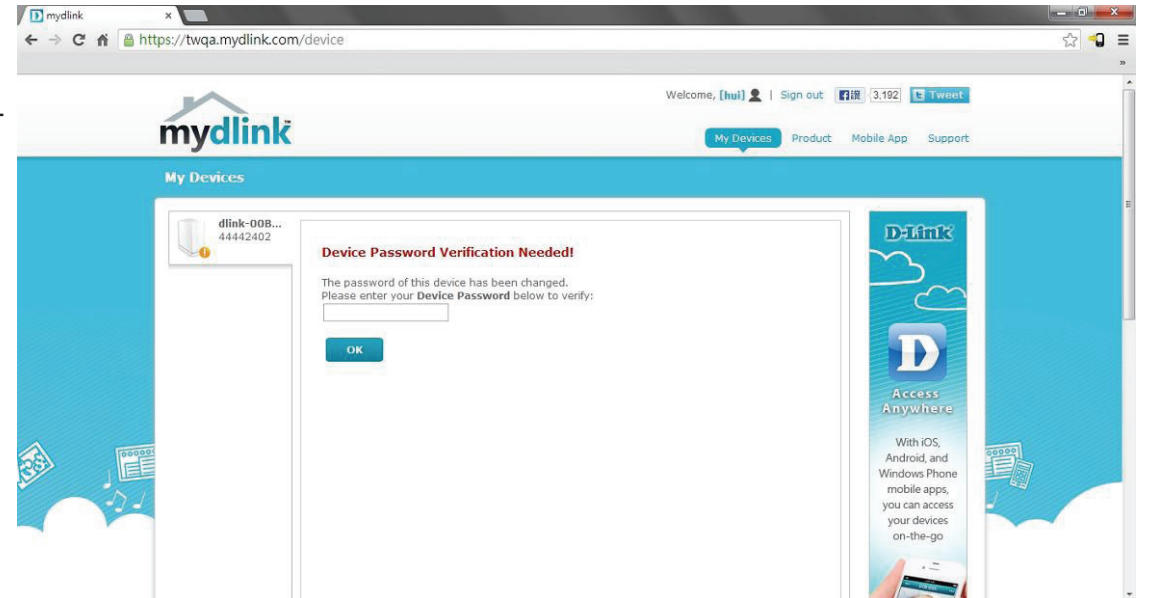 mydlink
https://twqa.mydlink.com/device
Welcome, [hui] | Sign out 讚 3,192 Tweet
mydlink
My Devices Product Mobile App Support
My Devices
dlink-00B...
44442402
Device Password Verification Needed!
The password of this device has been changed.
Please enter your Device Password below to verify:
OK
D-Link
D
Access
Anywhere
With iOS,
Android, and
Windows Phone
mobile apps,
you can access
your devices
on-the-go